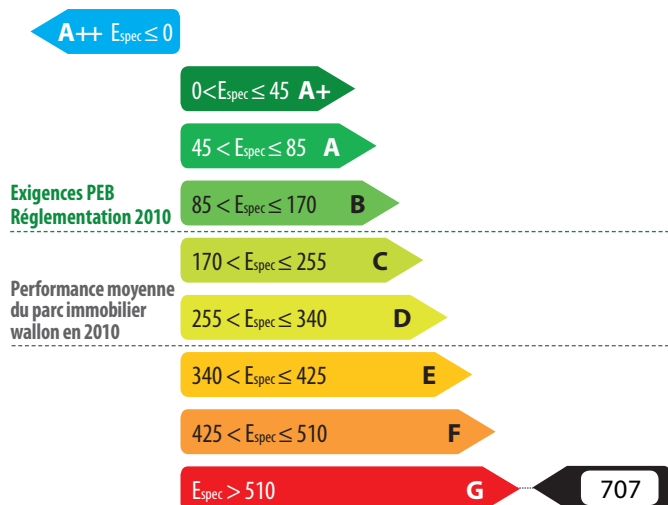 A++ Espec ≤ 0
0<Espec ≤ 45 A+
45 < Espec ≤ 85 A
Exigences PEB
Réglementation 2010
85 < Espec ≤ 170 B
170 < Espec ≤ 255 C
Performance moyenne
du parc immobilier
wallon en 2010
255 < Espec ≤ 340 D
340 < Espec ≤ 425 E
425 < Espec ≤ 510 F
Espec > 510 G 707